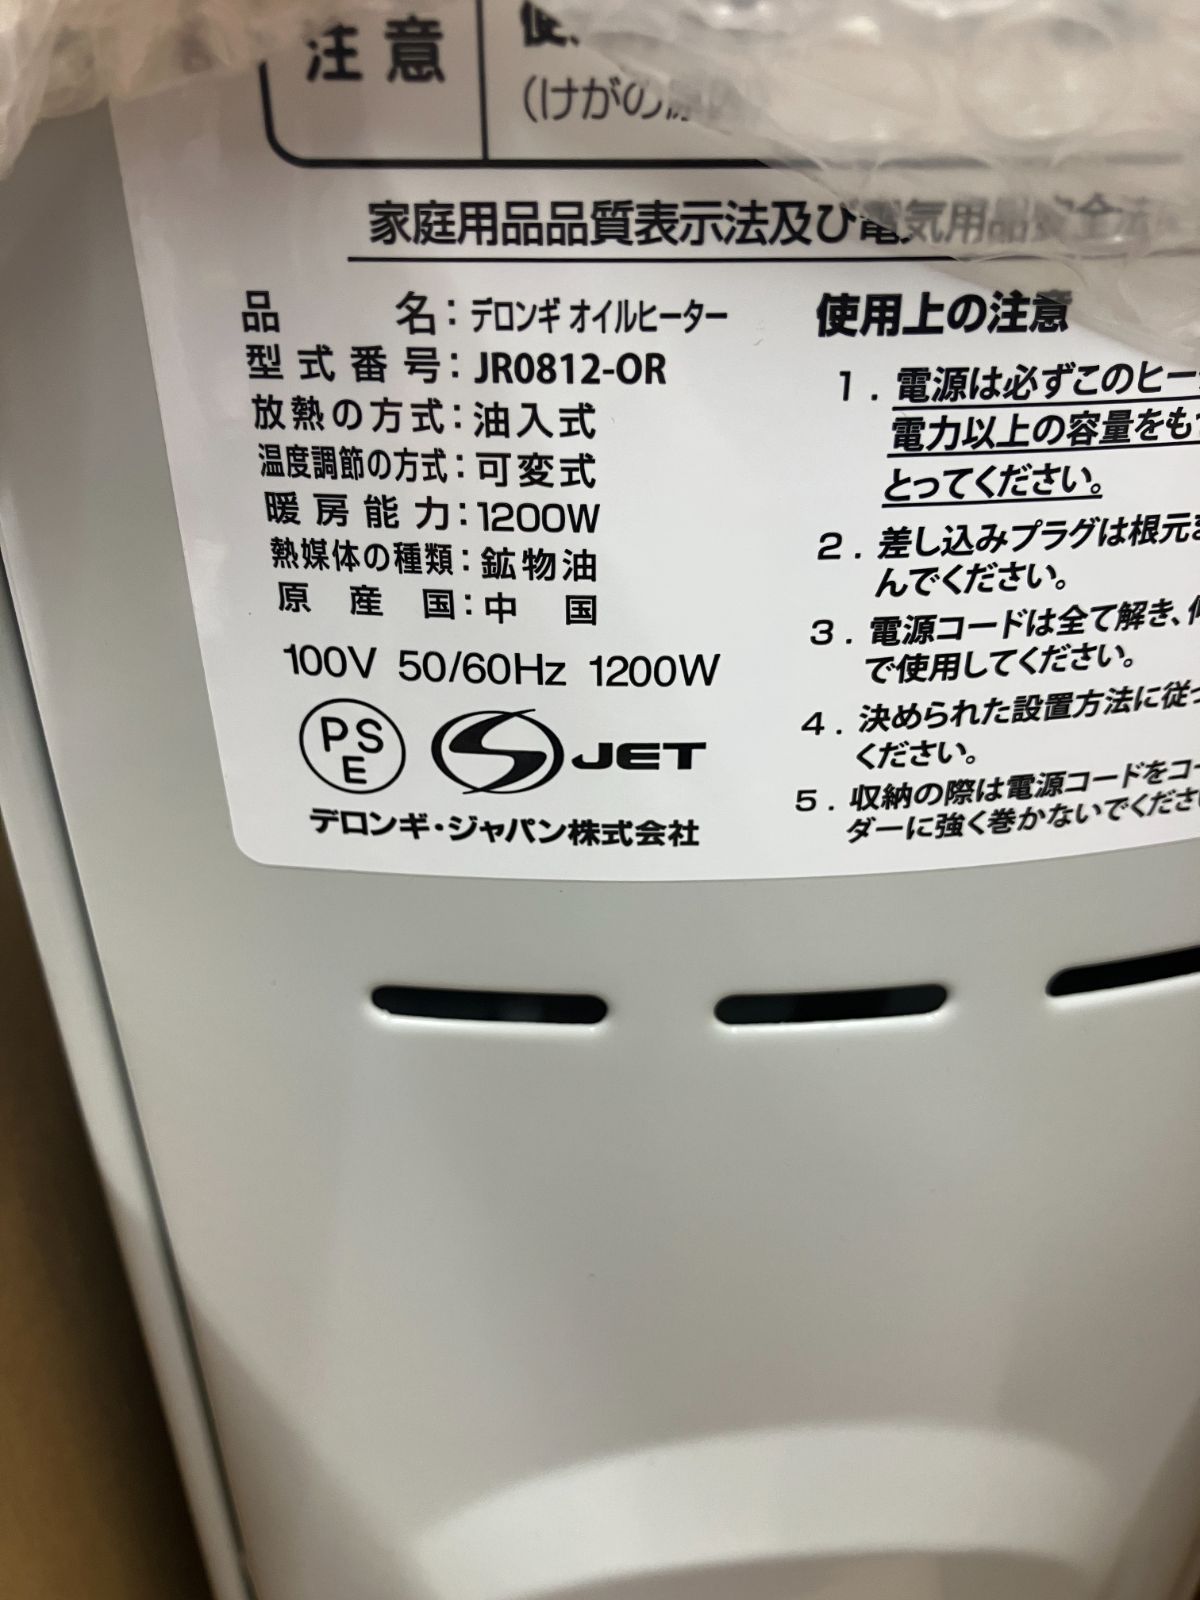 注意
(けがの原因
家庭用品品質表示法及び電気用品安全法
品名：デロンギ オイルヒーター
型式番号：JR0812-OR
放熱の方式：油入式
温度調節の方式：可変式
暖房能力：1200W
熱媒体の種類：鉱物油
原産国：中国
100V 50/60Hz 1200W
PSE
JET
デロンギ・ジャパン株式会社
使用上の注意
1. 電源は必ずこのヒー
電力以上の容量をも
とってください。
2. 差し込みプラグは根元
んでください。
3. 電源コードは全て解き、
で使用してください。
4. 決められた設置方法に従っ
ください。
5. 収納の際は電源コードをコー
ダーに強く巻かないでくださ